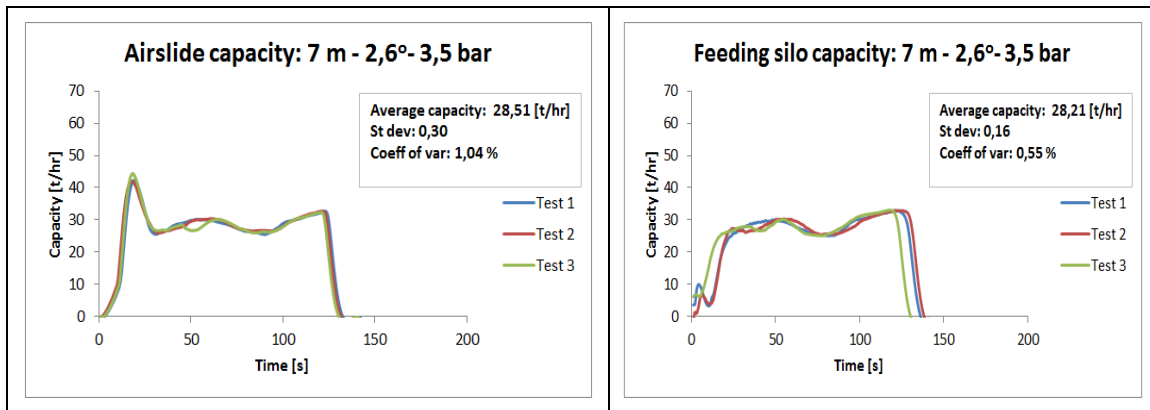 Airslide capacity: 7 m - 2,6º- 3,5 bar
Capacity [t/hr]
70
60
50
40
30
20
10
0
Average capacity: 28,51 [t/hr]
St dev: 0,30
Coeff of var: 1,04 %
Test 1
Test 2
Test 3
0 50 100 150 200
Time [s]
Feeding silo capacity: 7 m - 2,6º- 3,5 bar
Capacity [t/hr]
70
60
50
40
30
20
10
0
Average capacity: 28,21 [t/hr]
St dev: 0,16
Coeff of var: 0,55 %
Test 1
Test 2
Test 3
0 50 100 150 200
Time [s]